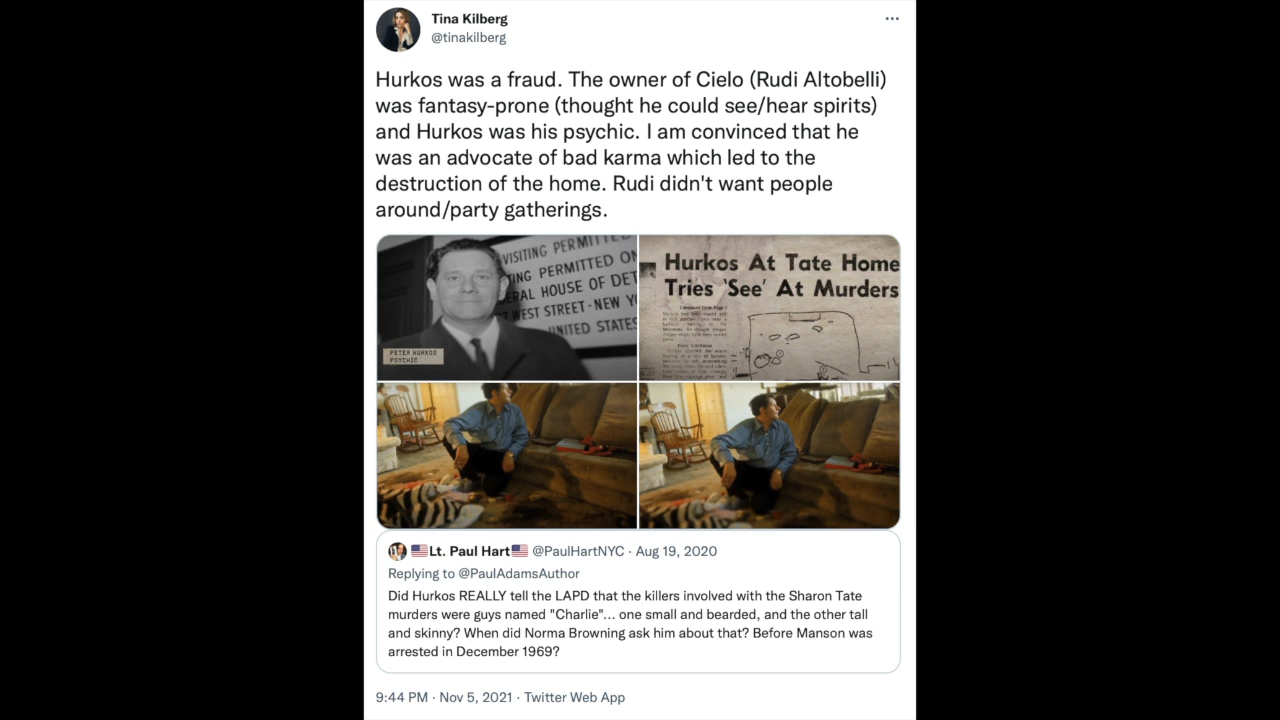 Tina Kilberg
@tinakilberg
Hurkos was a fraud. The owner of Cielo (Rudi Altobelli)
was fantasy-prone (thought he could see/hear spirits)
and Hurkos was his psychic. I am convinced that he
was an advocate of bad karma which led to the
destruction of the home. Rudi didn't want people
around/party gatherings.
VISITING PERMITTED
TING PERMITTED ON
ERAL HOUSE OF DET
WEST STREET - NEW Y
UNITED STATES
PETER HURKOS
PSYCHIC
Hurkos At Tate Home
Tries 'See' At Murders
Lt. Paul Hart @PaulHartNYC · Aug 19, 2020
Replying to @PaulAdamsAuthor
Did Hurkos REALLY tell the LAPD that the killers involved with the Sharon Tate
murders were guys named "Charlie"... one small and bearded, and the other tall
and skinny? When did Norma Browning ask him about that? Before Manson was
arrested in December 1969?
9:44 PM · Nov 5, 2021 · Twitter Web App